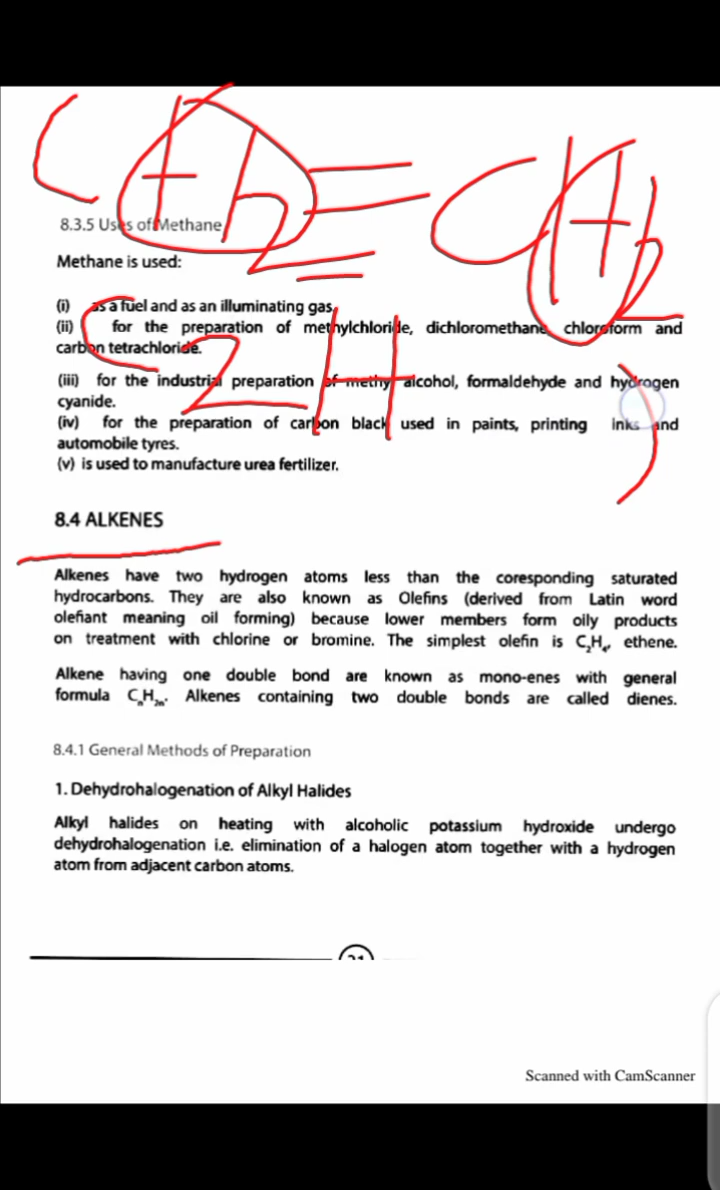 CH2=CH2
8.3.5 Uses of Methane
Methane is used:
(i) as a fuel and as an illuminating gas.
(ii) for the preparation of methylchloride, dichloromethane, chloroform and
carbon tetrachloride.
C2H
(iii) for the industrial preparation of methy alcohol, formaldehyde and hydrogen
cyanide.
(iv) for the preparation of carbon black used in paints, printing inks and
automobile tyres.
(v) is used to manufacture urea fertilizer.
8.4 ALKENES
Alkenes have two hydrogen atoms less than the coresponding saturated
hydrocarbons. They are also known as Olefins (derived from Latin word
olefiant meaning oil forming) because lower members form oily products
on treatment with chlorine or bromine. The simplest olefin is C₂H₄, ethene.
Alkene having one double bond are known as mono-enes with general
formula CₙH₂ₙ. Alkenes containing two double bonds are called dienes.
8.4.1 General Methods of Preparation
1. Dehydrohalogenation of Alkyl Halides
Alkyl halides on heating with alcoholic potassium hydroxide undergo
dehydrohalogenation i.e. elimination of a halogen atom together with a hydrogen
atom from adjacent carbon atoms.
Scanned with CamScanner